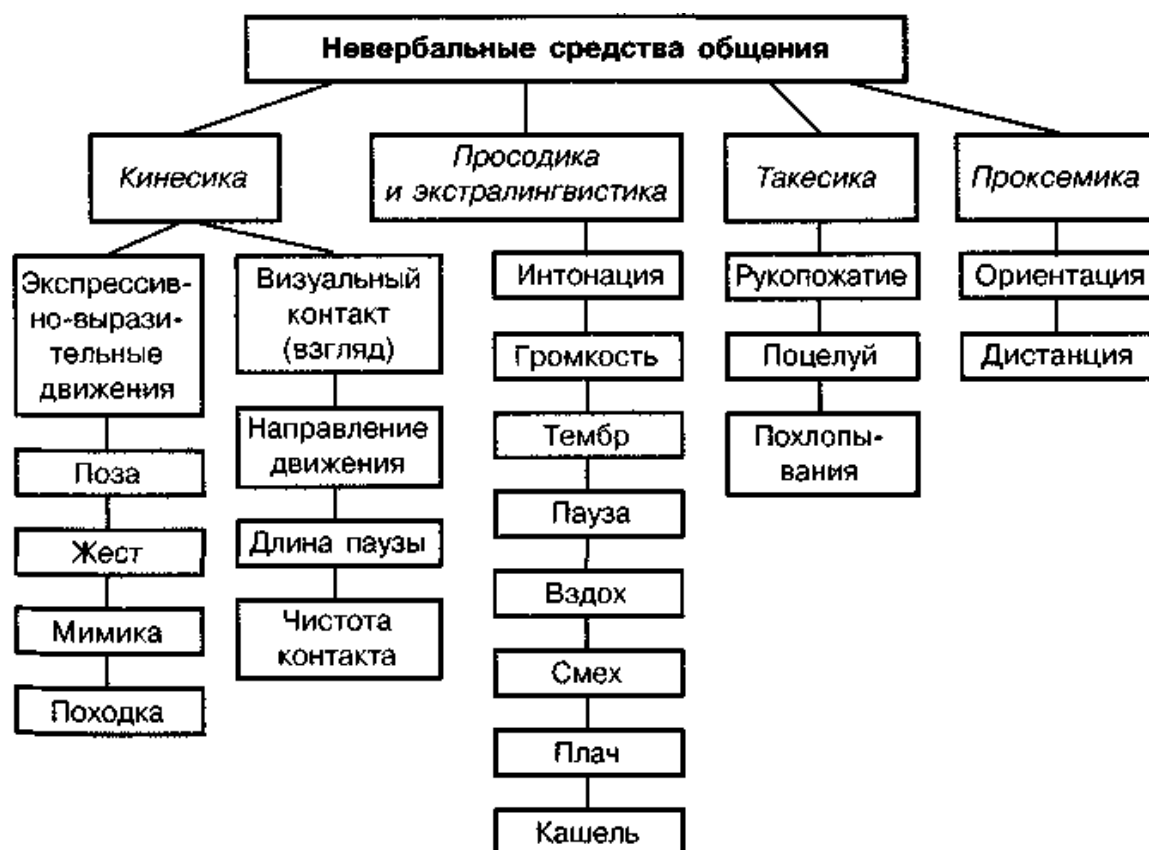 Невербальные средства общения
Кинесика
Просодика
и экстралингвистика
Такесика
Проксемика
Экспрессив-
но-вырази-
тельные
движения
Поза
Жест
Мимика
Походка
Визуальный
контакт
(взгляд)
Направление
движения
Длина паузы
Чистота
контакта
Интонация
Громкость
Тембр
Пауза
Вздох
Смех
Плач
Кашель
Рукопожатие
Поцелуй
Похлопы-
вания
Ориентация
Дистанция